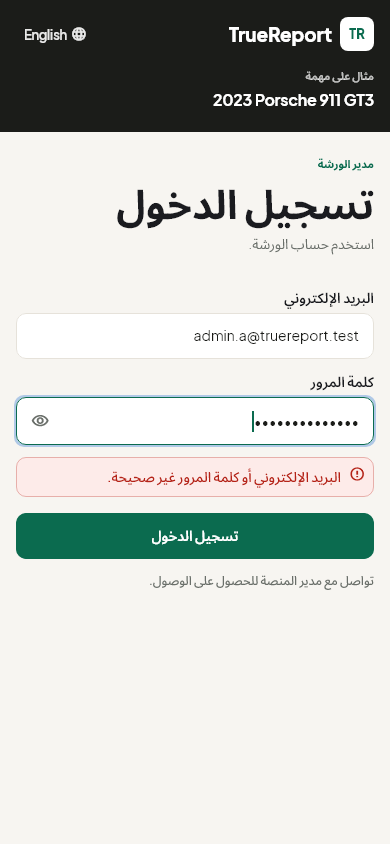 TR
TrueReport
English
مثال على مهمة
2023 Porsche 911 GT3
مدير الورشة
تسجيل الدخول
استخدم حساب الورشة.
البريد الإلكتروني
admin.a@truereport.test
كلمة المرور
••••••••••••••
البريد الإلكتروني أو كلمة المرور غير صحيحة.
تسجيل الدخول
تواصل مع مدير المنصة للحصول على الوصول.